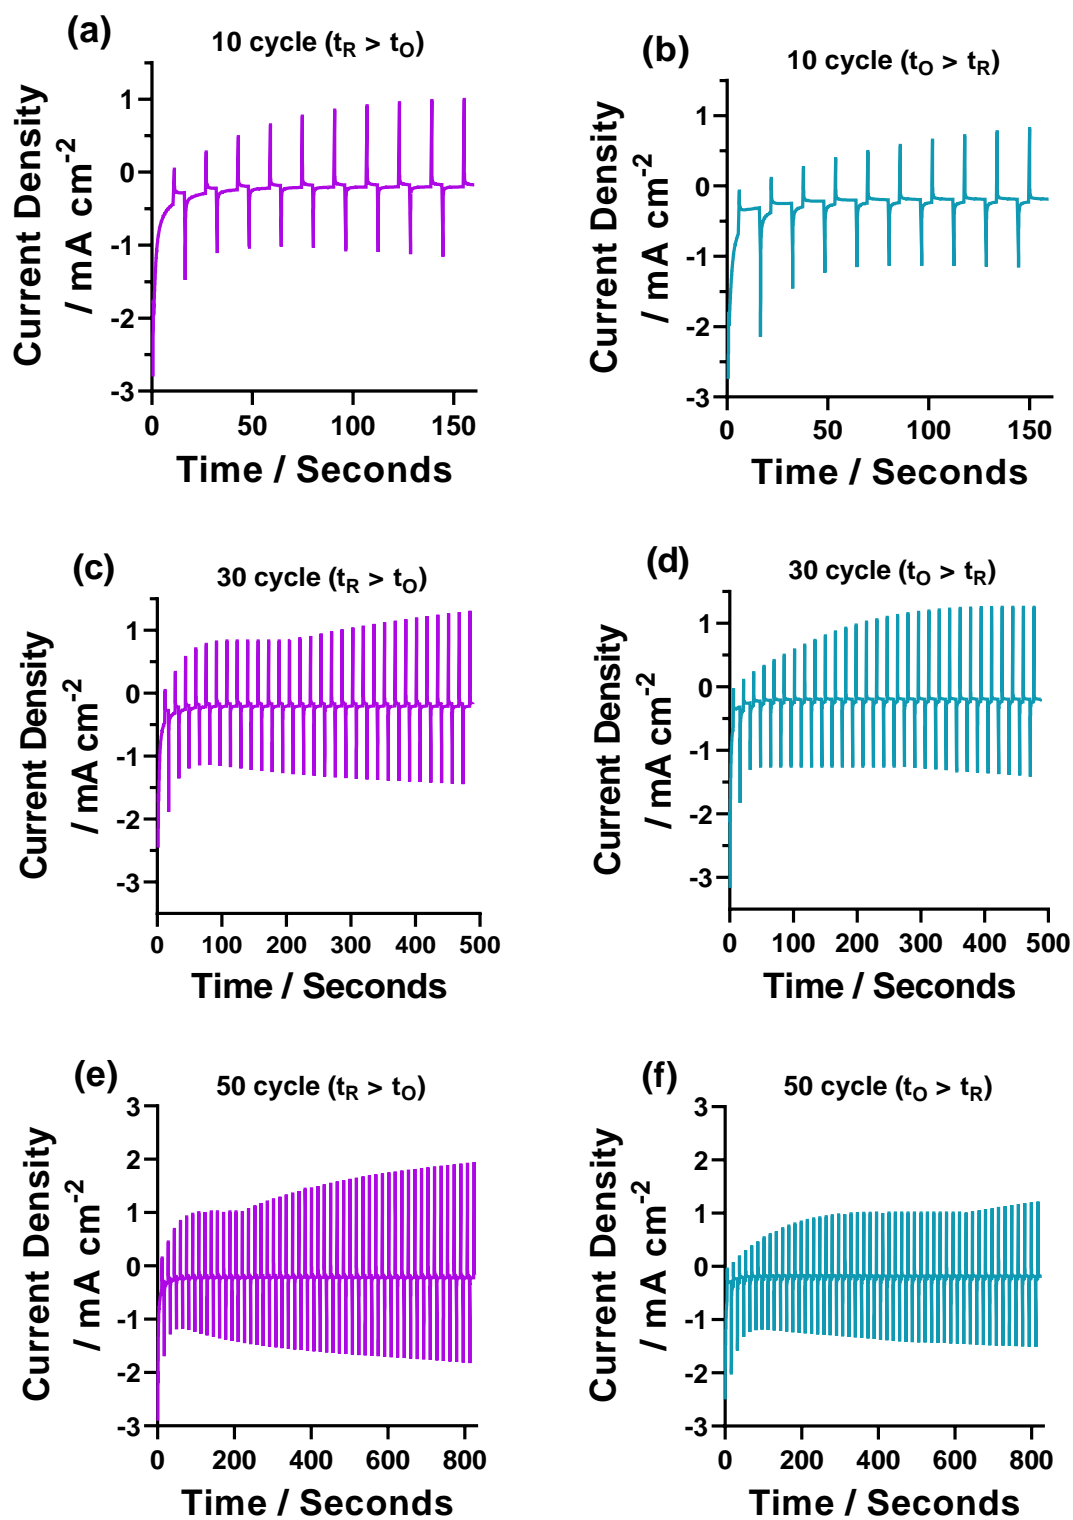 (a)
10 cycle (tR > tO)
Current Density
/ mA cm-2
1
0
-1
-2
-3
0 50 100 150
Time / Seconds
(b)
10 cycle (tO > tR)
Current Density
/ mA cm-2
1
0
-1
-2
-3
0 50 100 150
Time / Seconds
(c)
30 cycle (tR > tO)
Current Density
/ mA cm-2
1
0
-1
-2
-3
0 100 200 300 400 500
Time / Seconds
(d)
30 cycle (tO > tR)
Current Density
/ mA cm-2
1
0
-1
-2
-3
0 100 200 300 400 500
Time / Seconds
(e)
50 cycle (tR > tO)
Current Density
/ mA cm-2
3
2
1
0
-1
-2
-3
0 200 400 600 800
Time / Seconds
(f)
50 cycle (tO > tR)
Current Density
/ mA cm-2
3
2
1
0
-1
-2
-3
0 200 400 600 800
Time / Seconds